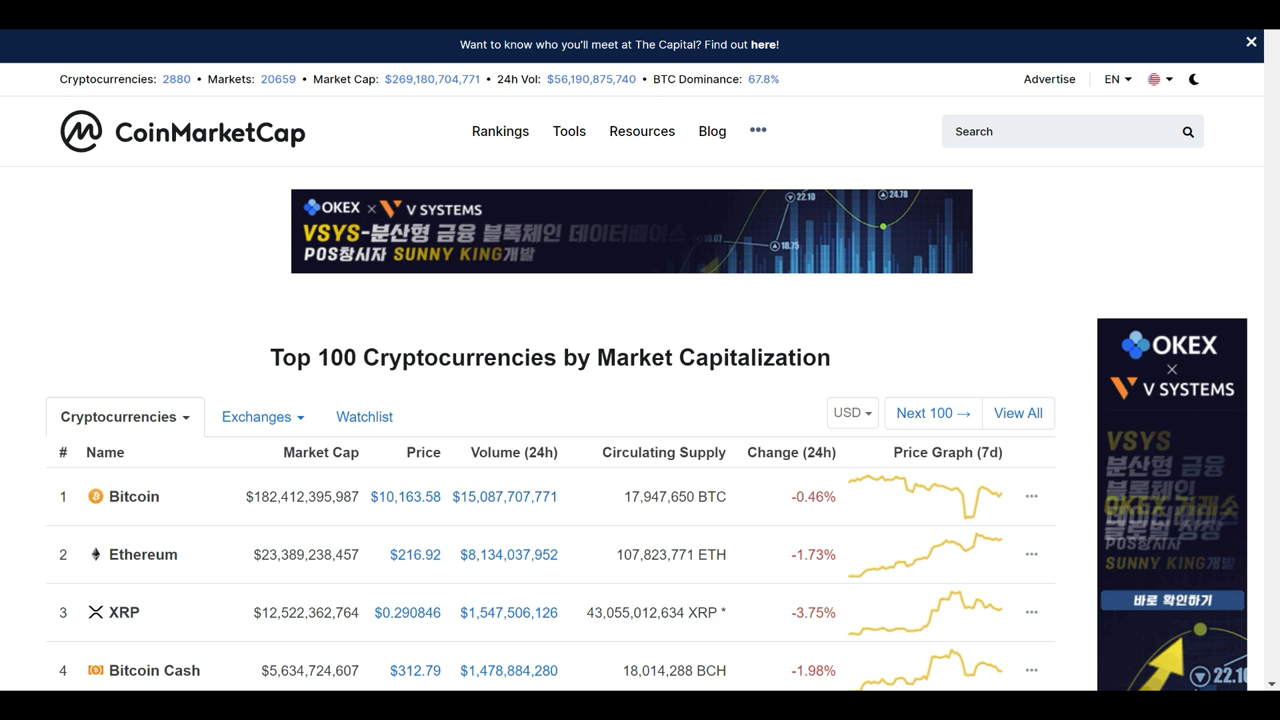 Want to know who you'll meet at The Capital? Find out here!
Cryptocurrencies: 2880 • Markets: 20659 • Market Cap: $269,180,704,771 • 24h Vol: $56,190,875,740 • BTC Dominance: 67.8%
Advertise EN
CoinMarketCap
Rankings Tools Resources Blog •••
Search
OKEX × V SYSTEMS
VSYS-분산형 금융 블록체인 데이터베이스
POS창시자 SUNNY KING개발
22.10
24.78
18.07
18.75
Top 100 Cryptocurrencies by Market Capitalization
Cryptocurrencies Exchanges Watchlist
USD Next 100 → View All
# Name Market Cap Price Volume (24h) Circulating Supply Change (24h) Price Graph (7d)
1 Bitcoin $182,412,395,987 $10,163.58 $15,087,707,771 17,947,650 BTC -0.46%
2 Ethereum $23,389,238,457 $216.92 $8,134,037,952 107,823,771 ETH -1.73%
3 XRP $12,522,362,764 $0.290846 $1,547,506,126 43,055,012,634 XRP * -3.75%
4 Bitcoin Cash $5,634,724,607 $312.79 $1,478,884,280 18,014,288 BCH -1.98%
OKEX
×
V SYSTEMS
VSYS
분산형 금융
SUNNY KING개발
바로 확인하기